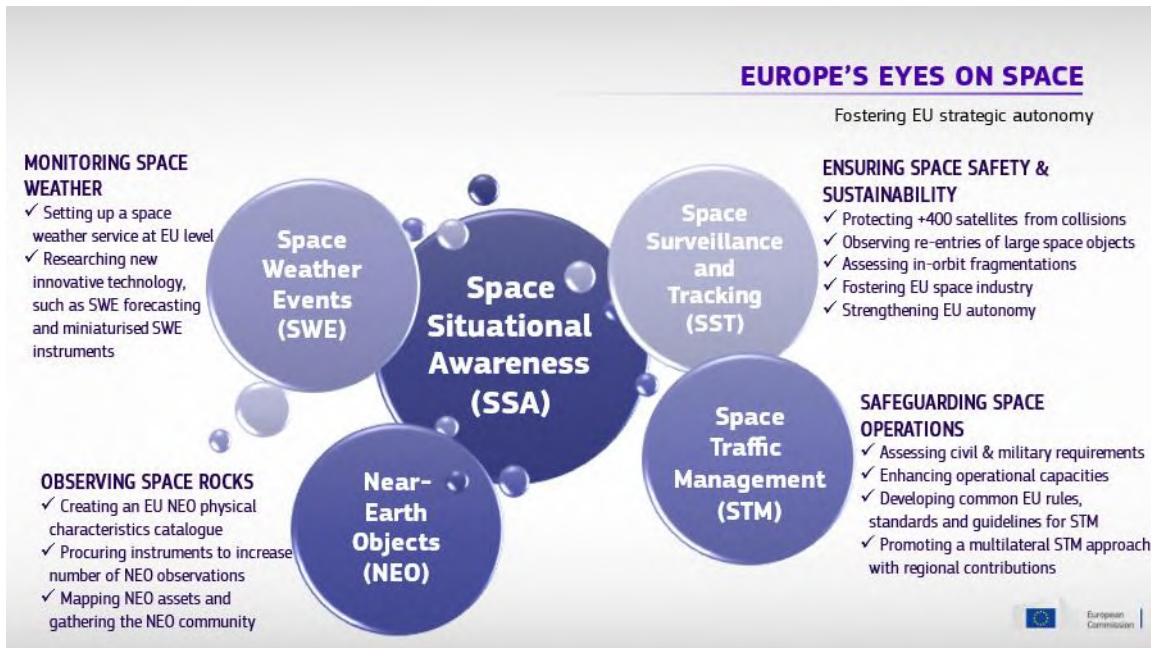 EUROPE'S EYES ON SPACE
Fostering EU strategic autonomy
MONITORING SPACE
WEATHER
✓ Setting up a space
weather service at EU level
✓ Researching new
innovative technology,
such as SWE forecasting
and miniaturised SWE
instruments
Space
Weather
Events
(SWE)
Space
Situational
Awareness
(SSA)
Space
Surveillance
and
Tracking
(SST)
ENSURING SPACE SAFETY &
SUSTAINABILITY
✓ Protecting +400 satellites from collisions
✓ Observing re-entries of large space objects
✓ Assessing in-orbit fragmentations
✓ Fostering EU space industry
✓ Strengthening EU autonomy
OBSERVING SPACE ROCKS
✓ Creating an EU NEO physical
characteristics catalogue
✓ Procuring instruments to increase
number of NEO observations
✓ Mapping NEO assets and
gathering the NEO community
Near-
Earth
Objects
(NEO)
Space
Traffic
Management
(STM)
SAFEGUARDING SPACE
OPERATIONS
✓ Assessing civil & military requirements
✓ Enhancing operational capacities
✓ Developing common EU rules,
standards and guidelines for STM
✓ Promoting a multilateral STM approach
with regional contributions
European
Commission